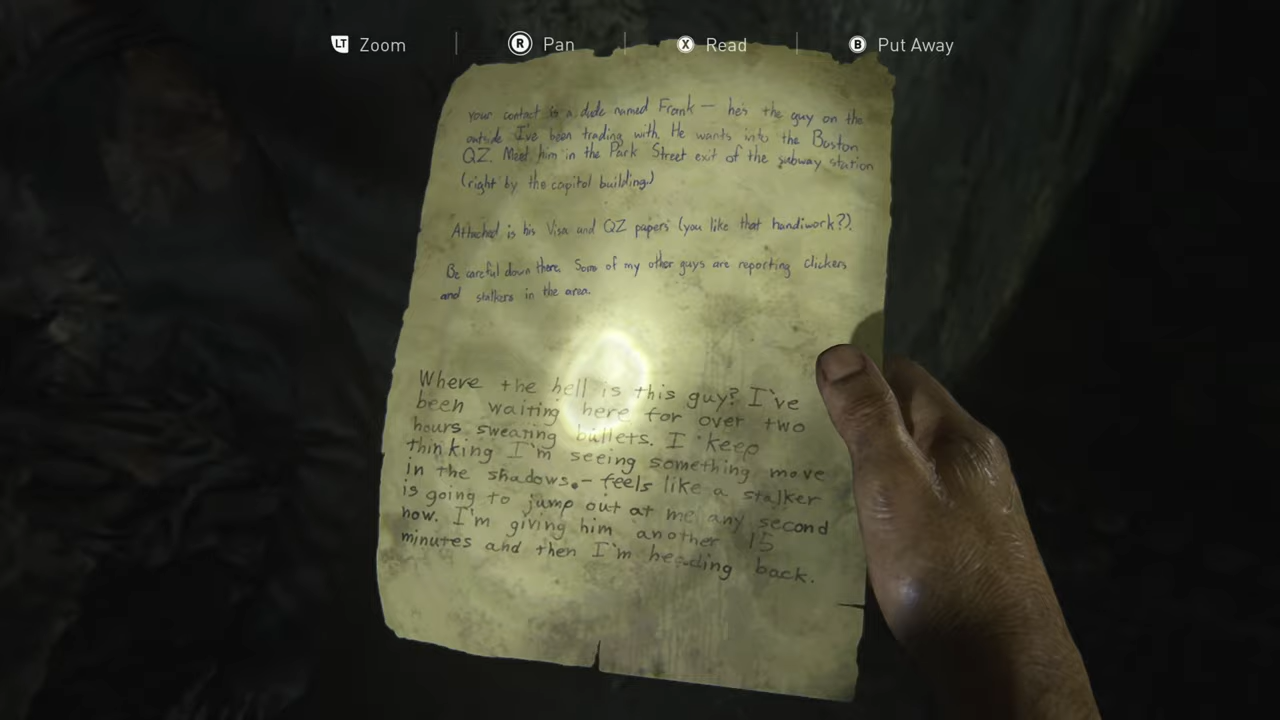 LT Zoom | R Pan | X Read | B Put Away
Your contact is a dude named Frank — he's the guy on the
outside I've been trading with. He wants into the Boston
QZ. Meet him in the Park Street exit of the subway station
(right by the capitol building)
Attached is his Visa and QZ papers (you like that handiwork?).
Be careful down there. Some of my other guys are reporting clickers
and stalkers in the area.
Where the hell is this guy? I've
been waiting here for over two
hours sweating bullets. I keep
thinking I'm seeing something move
in the shadows. – feels like a stalker
is going to jump out at me any second
now. I'm giving him another 15
minutes and then I'm heading back.